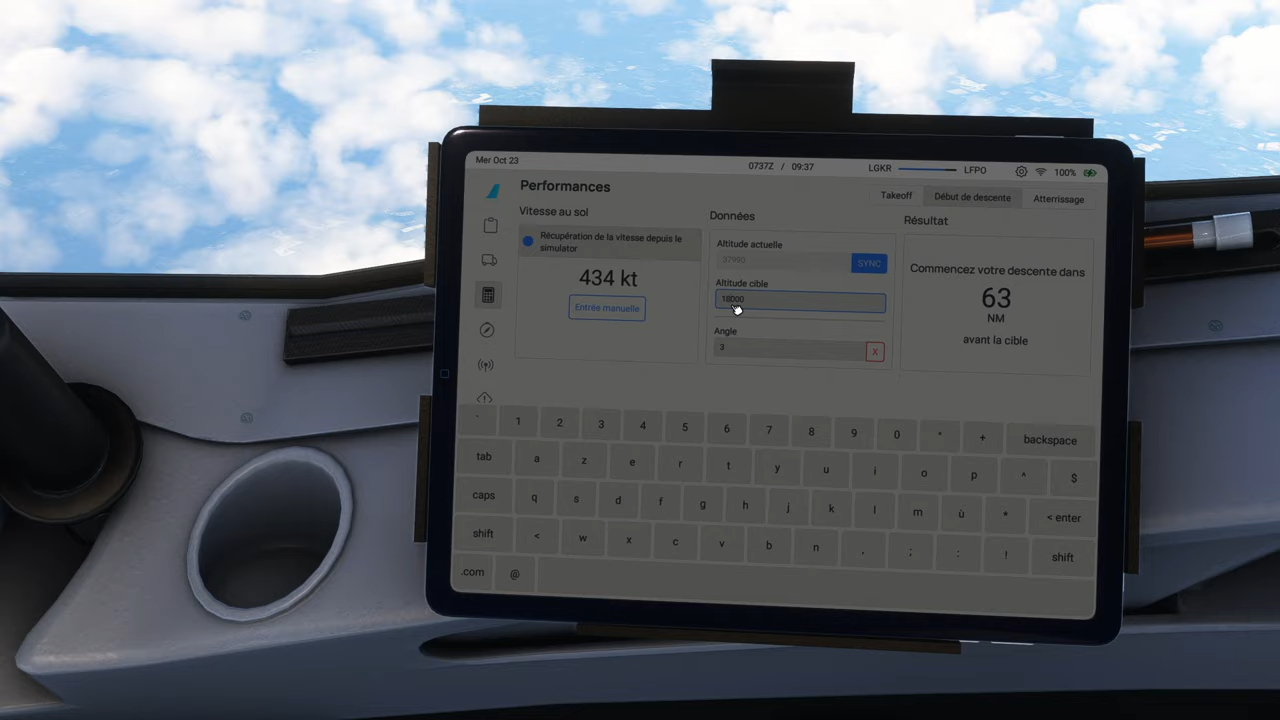 Mer Oct 23
0737Z / 09:37
LGKR
LFPO
100%
Performances
Takeoff
Début de descente
Atterrissage
Vitesse au sol
Récupération de la vitesse depuis le
simulator
434 kt
Entrée manuelle
Données
Altitude actuelle
37990
SYNC
Altitude cible
18000
Angle
3
X
Résultat
Commencez votre descente dans
63
NM
avant la cible
1 2 3 4 5 6 7 8 9 0 ° + backspace
tab a z e r t y u i o p ^ $
caps q s d f g h j k l m ù * < enter
shift < w x c v b n , ; : ! shift
.com @